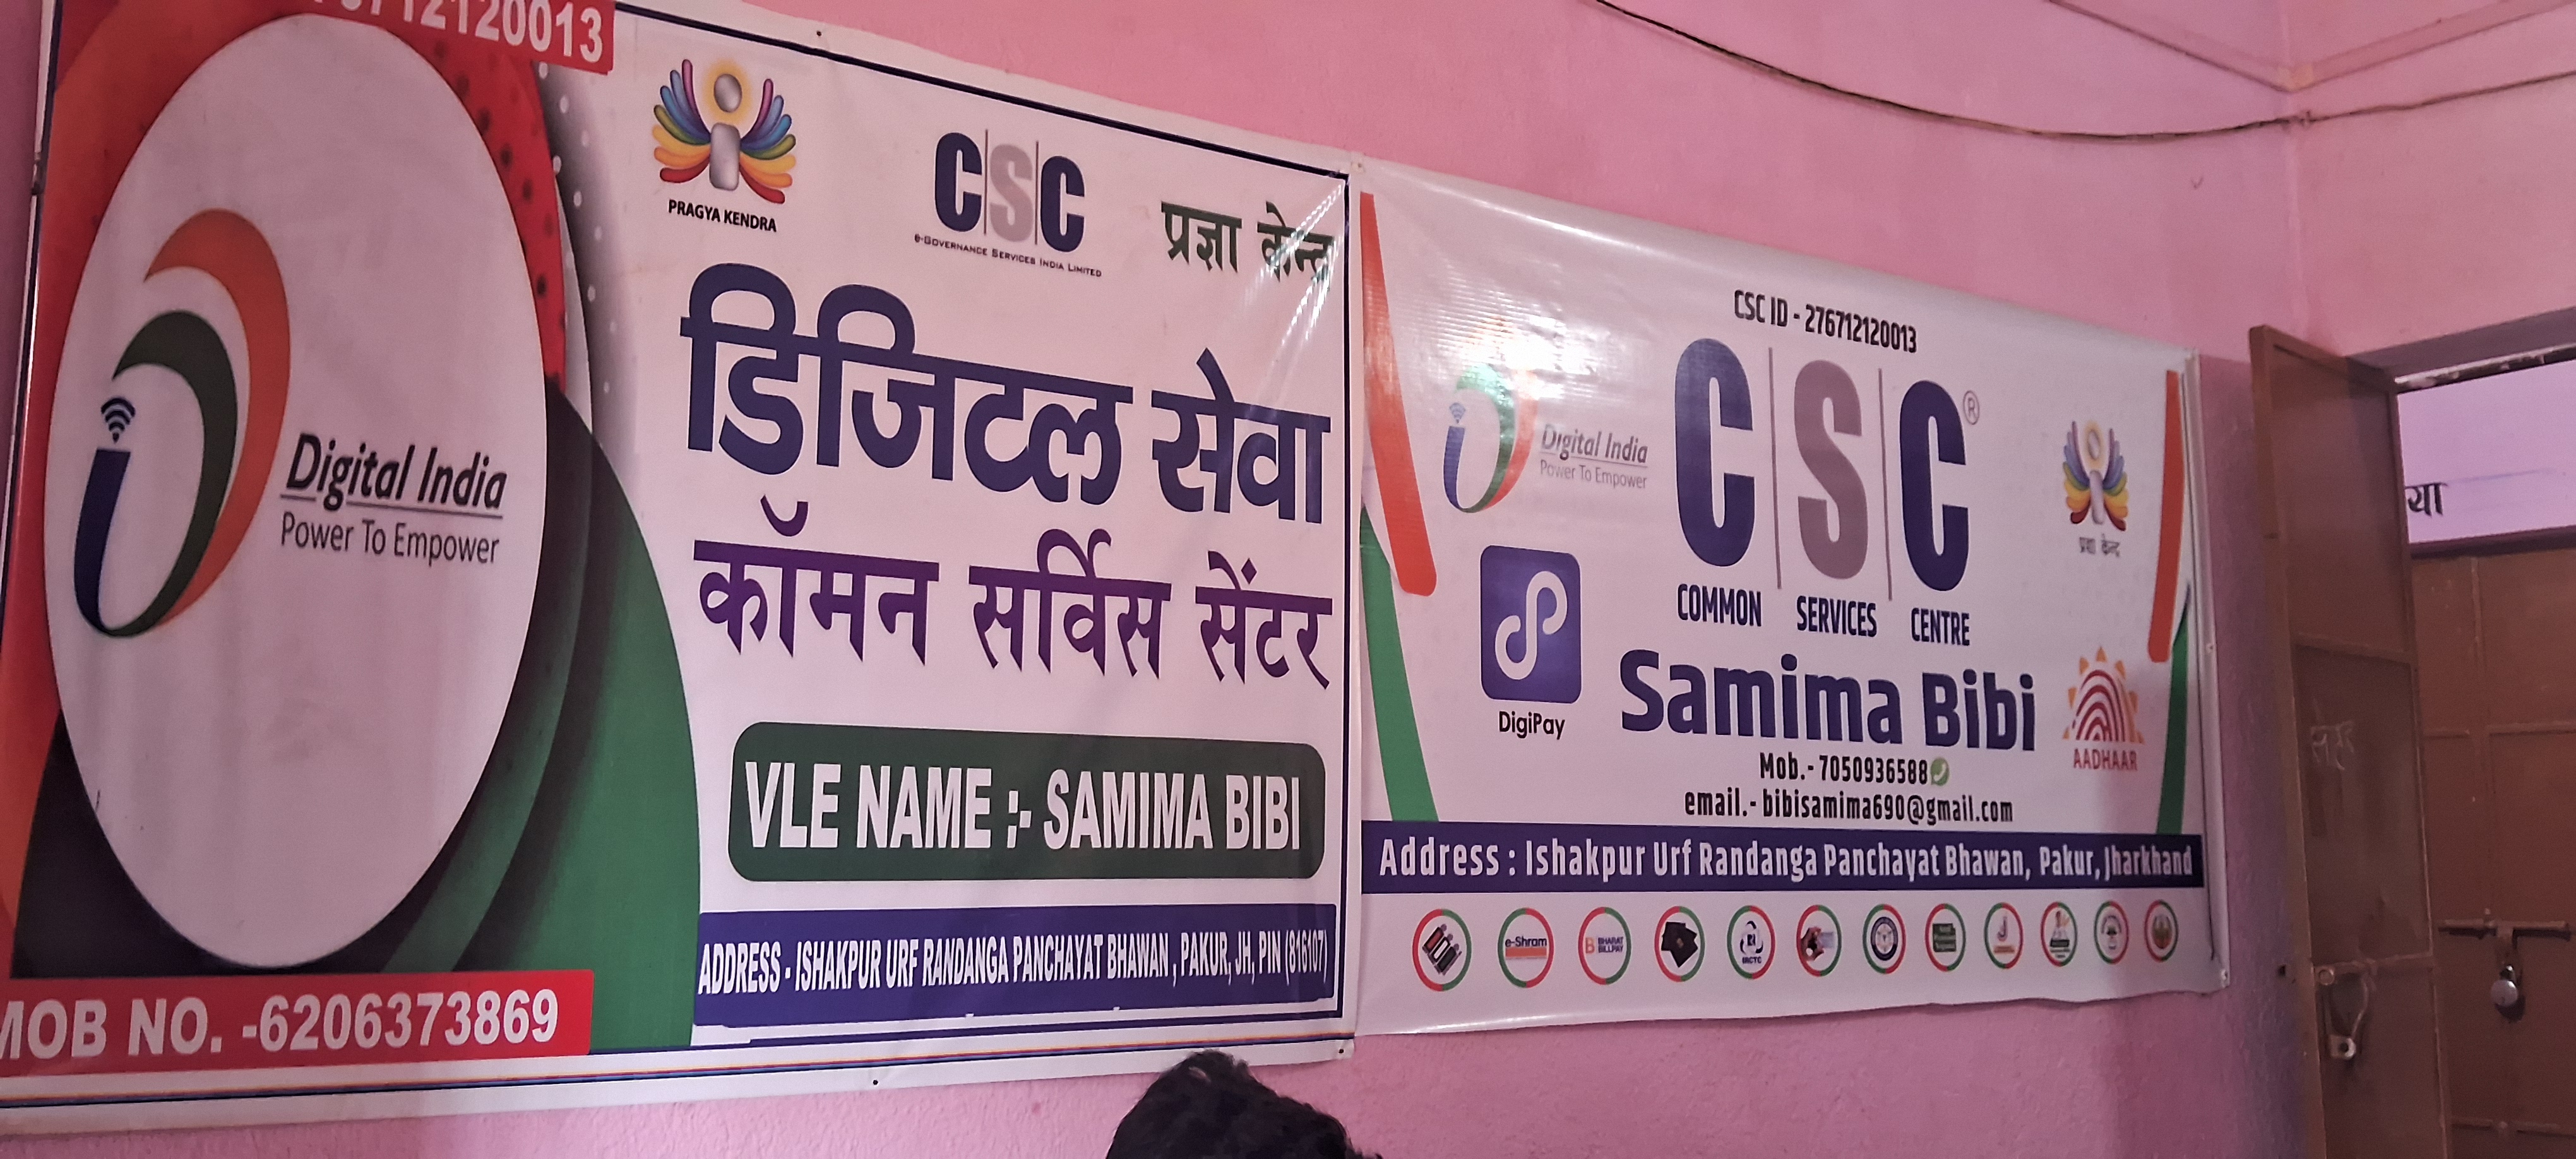 712120013
PRAGYA KENDRA
CSC
e-Governance Services India Limited
प्रज्ञा केन्द्र
Digital India
Power To Empower
डिजिटल सेवा
कॉमन सर्विस सेंटर
VLE NAME :- SAMIMA BIBI
ADDRESS - ISHAKPUR URF RANDANGA PANCHAYAT BHAWAN , PAKUR, JH, PIN (816107)
MOB NO. -6206373869
CSC ID - 276712120013
Digital India
Power To Empower
CSC®
COMMON SERVICES CENTRE
प्रज्ञा केन्द्र
DigiPay
Samima Bibi
AADHAAR
Mob.- 7050936588
email.- bibisamima690@gmail.com
Address : Ishakpur Urf Randanga Panchayat Bhawan, Pakur, Jharkhand
e-Shram
BHARAT BILLPAY
IRCTC
या